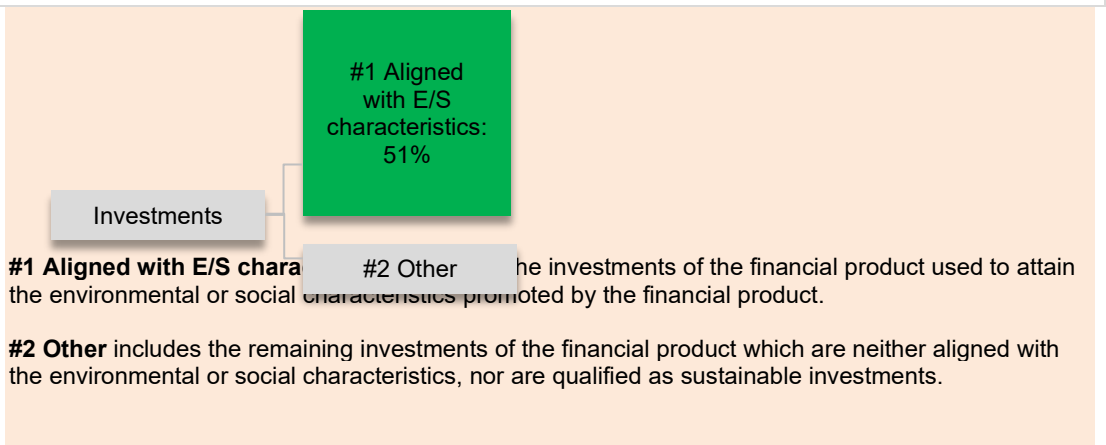 #1 Aligned
with E/S
characteristics:
51%
Investments
#2 Other
#1 Aligned with E/S chara he investments of the financial product used to attain
the environmental or social characteristics promoted by the financial product.
#2 Other includes the remaining investments of the financial product which are neither aligned with
the environmental or social characteristics, nor are qualified as sustainable investments.